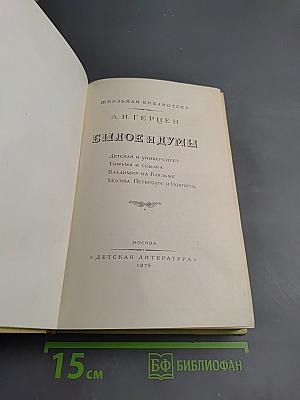 ШКОЛЬНАЯ БИБЛИОТЕКА
А. И. ГЕРЦЕН
БЫЛОЕ И ДУМЫ
Детская и университет
Тюрьма и ссылка
Владимир-на-Клязьме
Москва, Петербург и Новгород
МОСКВА
«ДЕТСКАЯ ЛИТЕРАТУРА»
1975
15 см
БФ БИБЛИОФАН